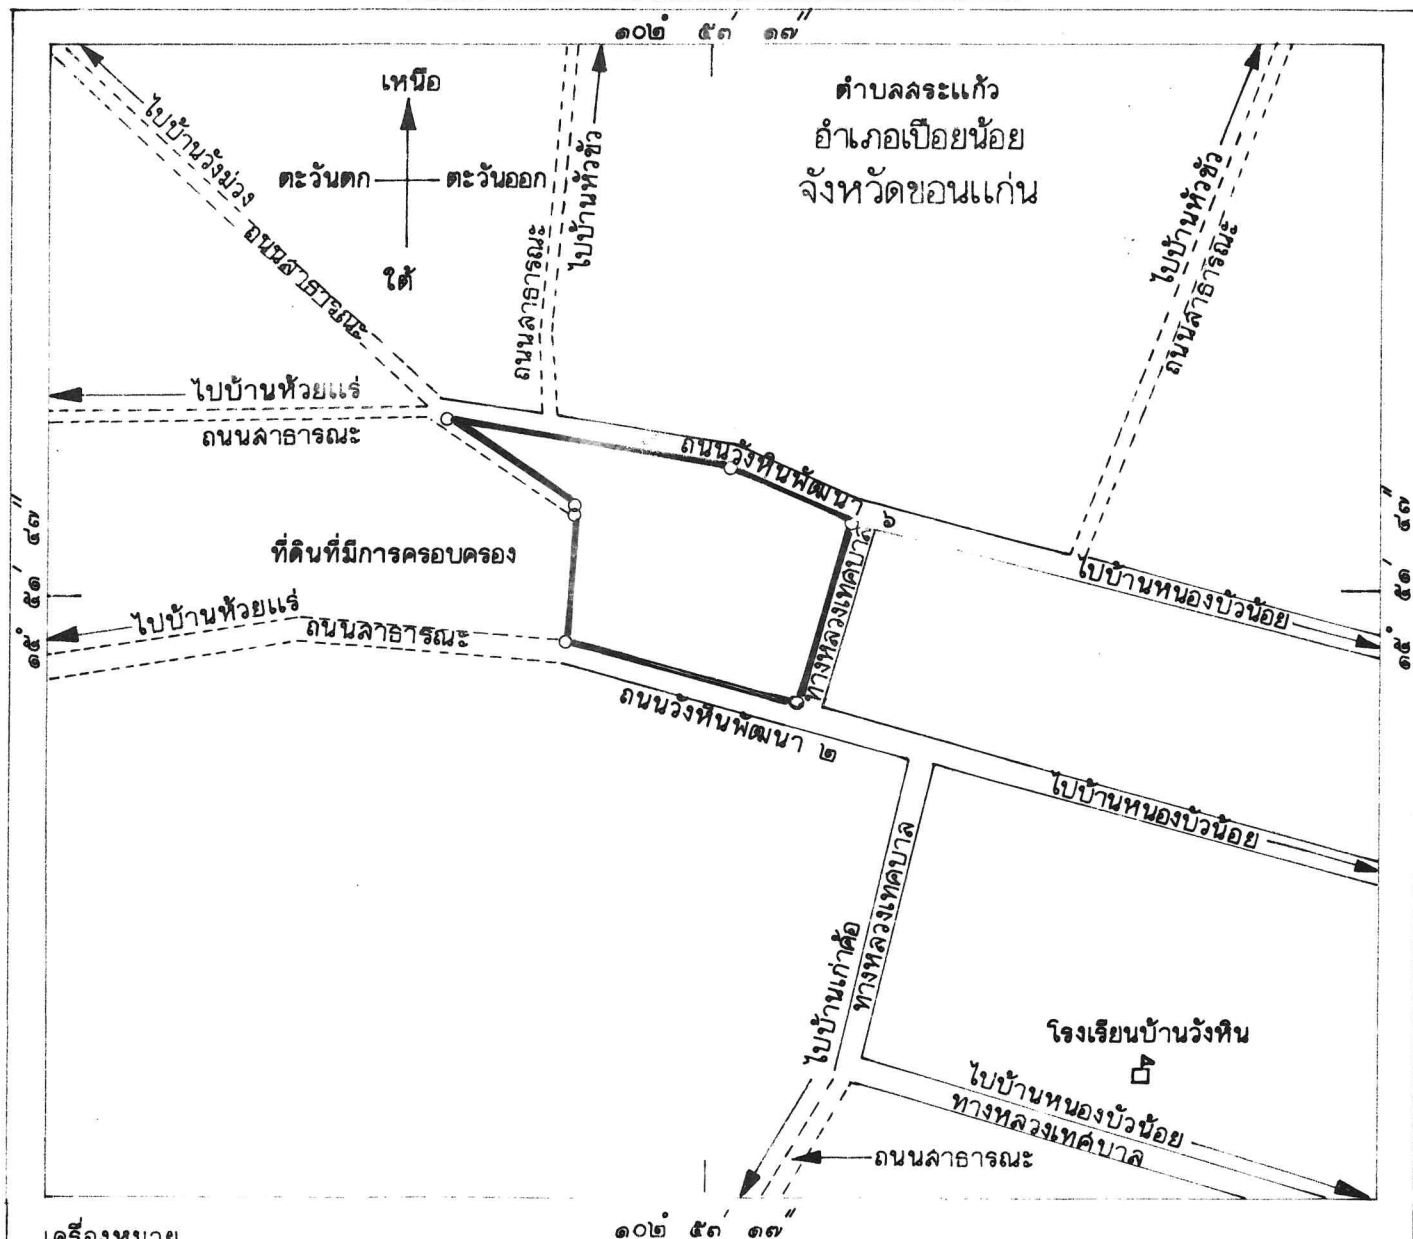 ๑๐๒° ๕๓′ ๑๗″
เหนือ
ตะวันตก
ตะวันออก
ใต้
ตำบลสระแก้ว
อำเภอเปือยน้อย
จังหวัดขอนแก่น
ไปบ้านวังม่วง
ถนนสาธารณะ
ถนนสาธารณะ
ไปบ้านหัวขัว
ไปบ้านหัวขัว
ถนนสาธารณะ
ไปบ้านห้วยแร่
ถนนสาธารณะ
ถนนวังหินพัฒนา ๖
ทางหลวงเทศบาล
ที่ดินที่มีการครอบครอง
๑๕° ๕๑′ ๔๗″
๑๕° ๕๑′ ๔๗″
ไปบ้านหนองบัวน้อย
ไปบ้านห้วยแร่
ถนนสาธารณะ
ถนนวังหินพัฒนา ๒
ไปบ้านหนองบัวน้อย
ทางหลวงเทศบาล
ไปบ้านเก่าค้อ
โรงเรียนบ้านวังหิน
ไปบ้านหนองบัวน้อย
ทางหลวงเทศบาล
ถนนสาธารณะ
๑๐๒° ๕๓′ ๑๗″
เครื่องหมาย